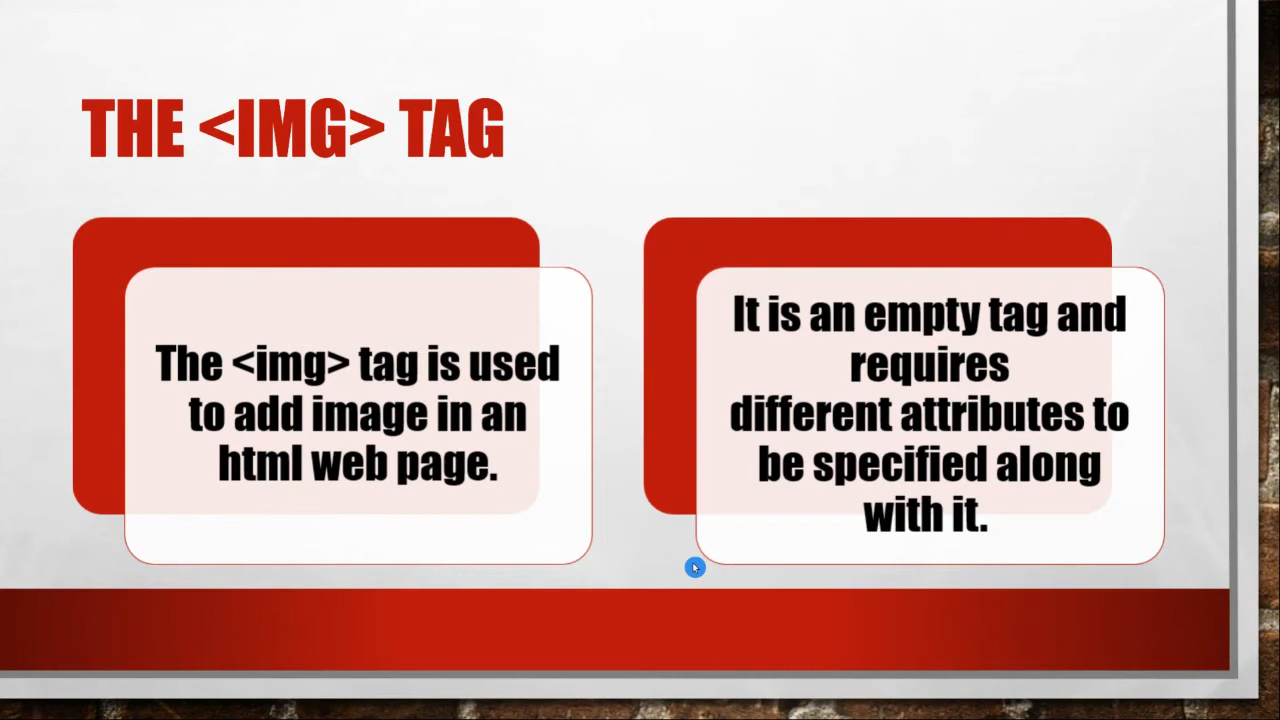 THE <IMG> TAG
The <img> tag is used
to add image in an
html web page.
It is an empty tag and
requires
different attributes to
be specified along
with it.